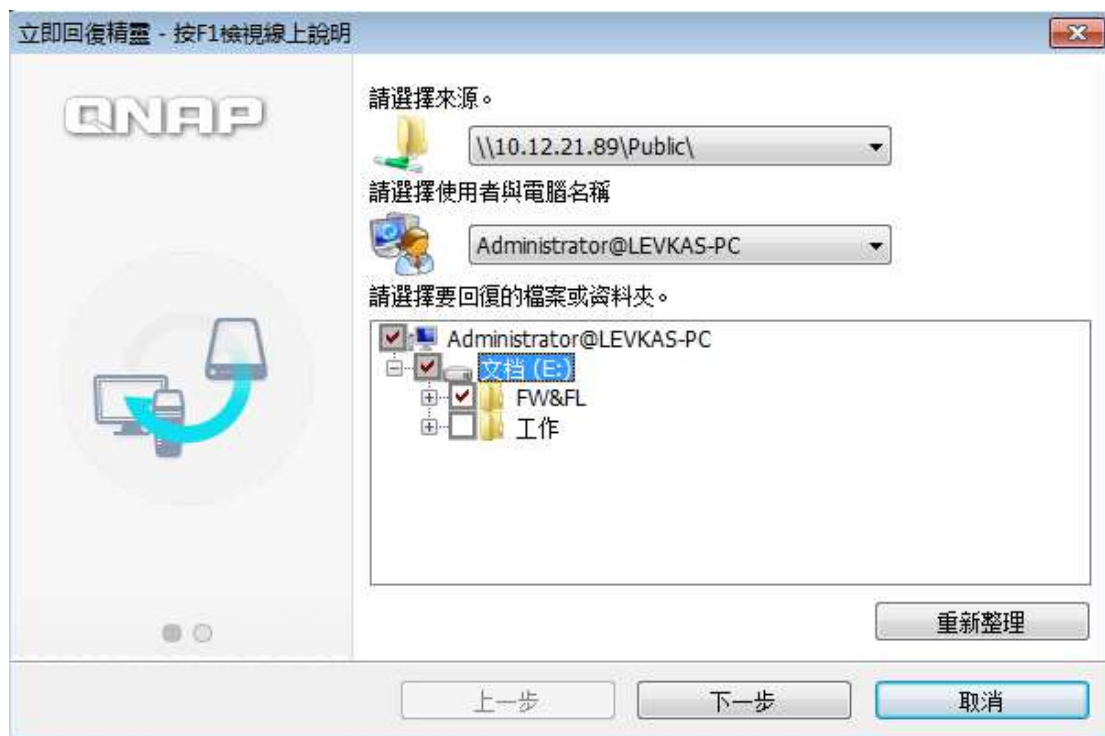 立即回復精靈 - 按F1檢視線上說明
QNAP
請選擇來源。
\\10.12.21.89\Public\
請選擇使用者與電腦名稱
Administrator@LEVKAS-PC
請選擇要回復的檔案或資料夾。
Administrator@LEVKAS-PC
文档 (E:)
FW&FL
工作
重新整理
上一步
下一步
取消